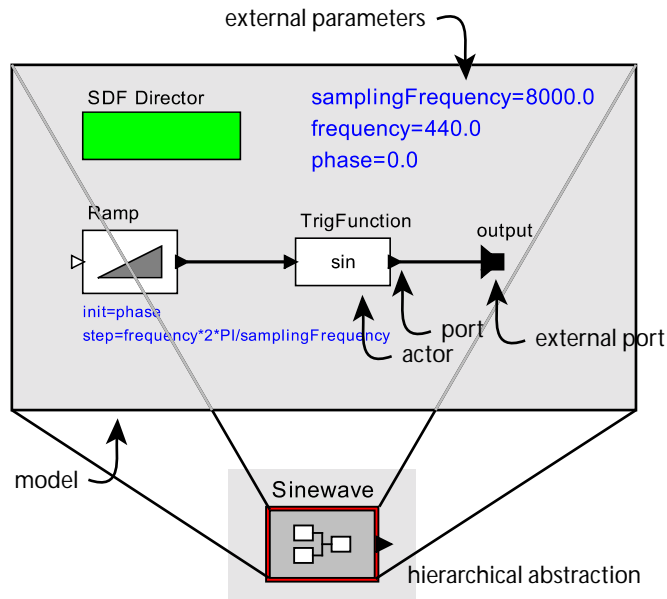 external parameters
SDF Director
samplingFrequency=8000.0
frequency=440.0
phase=0.0
Ramp
TrigFunction
output
sin
init=phase
step=frequency*2*PI/samplingFrequency
port
actor
external port
model
Sinewave
hierarchical abstraction